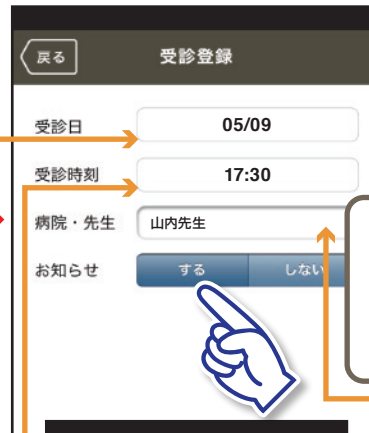 戻る
受診登録
受診日
05/09
受診時刻
17:30
病院・先生
山内先生
お知らせ
する
しない